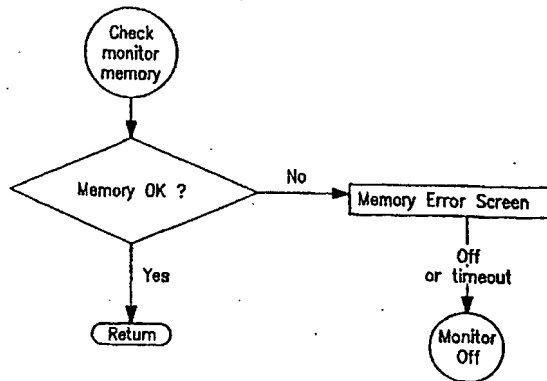 Check
monitor
memory
Memory OK ?
No
Memory Error Screen
Yes
Off
or timeout
Return
Monitor
Off